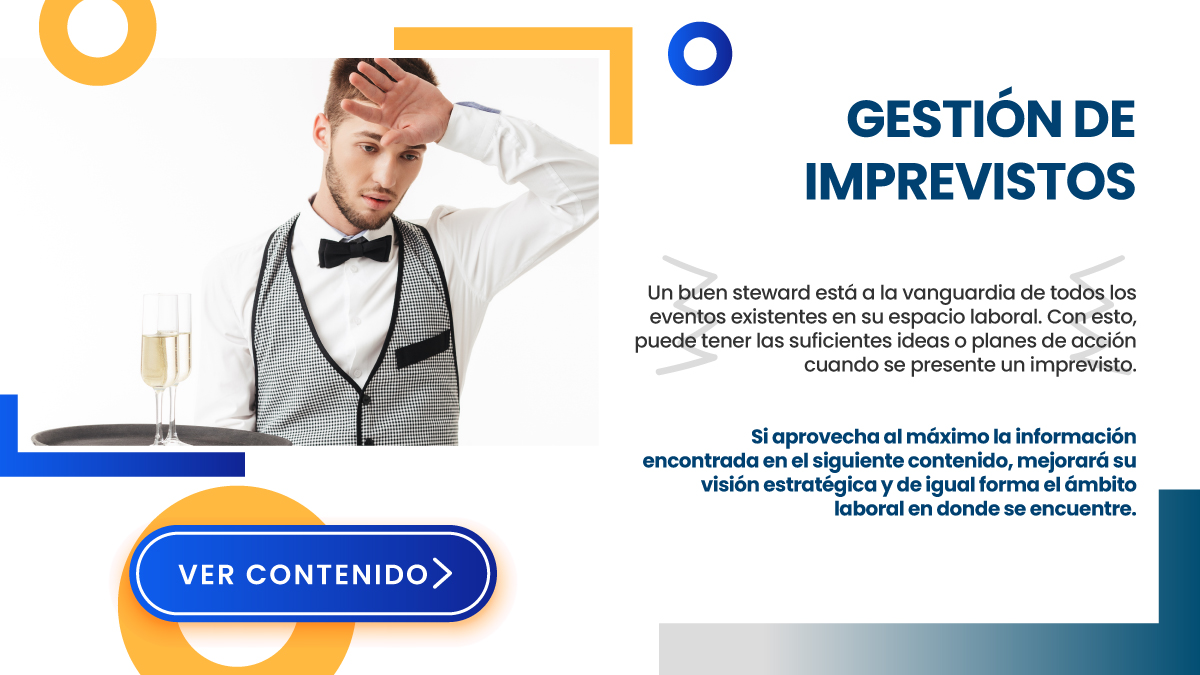 GESTIÓN DE
IMPREVISTOS
Un buen steward está a la vanguardia de todos los
eventos existentes en su espacio laboral. Con esto,
puede tener las suficientes ideas o planes de acción
cuando se presente un imprevisto.
Si aprovecha al máximo la información
encontrada en el siguiente contenido, mejorará su
visión estratégica y de igual forma el ámbito
laboral en donde se encuentre.
VER CONTENIDO